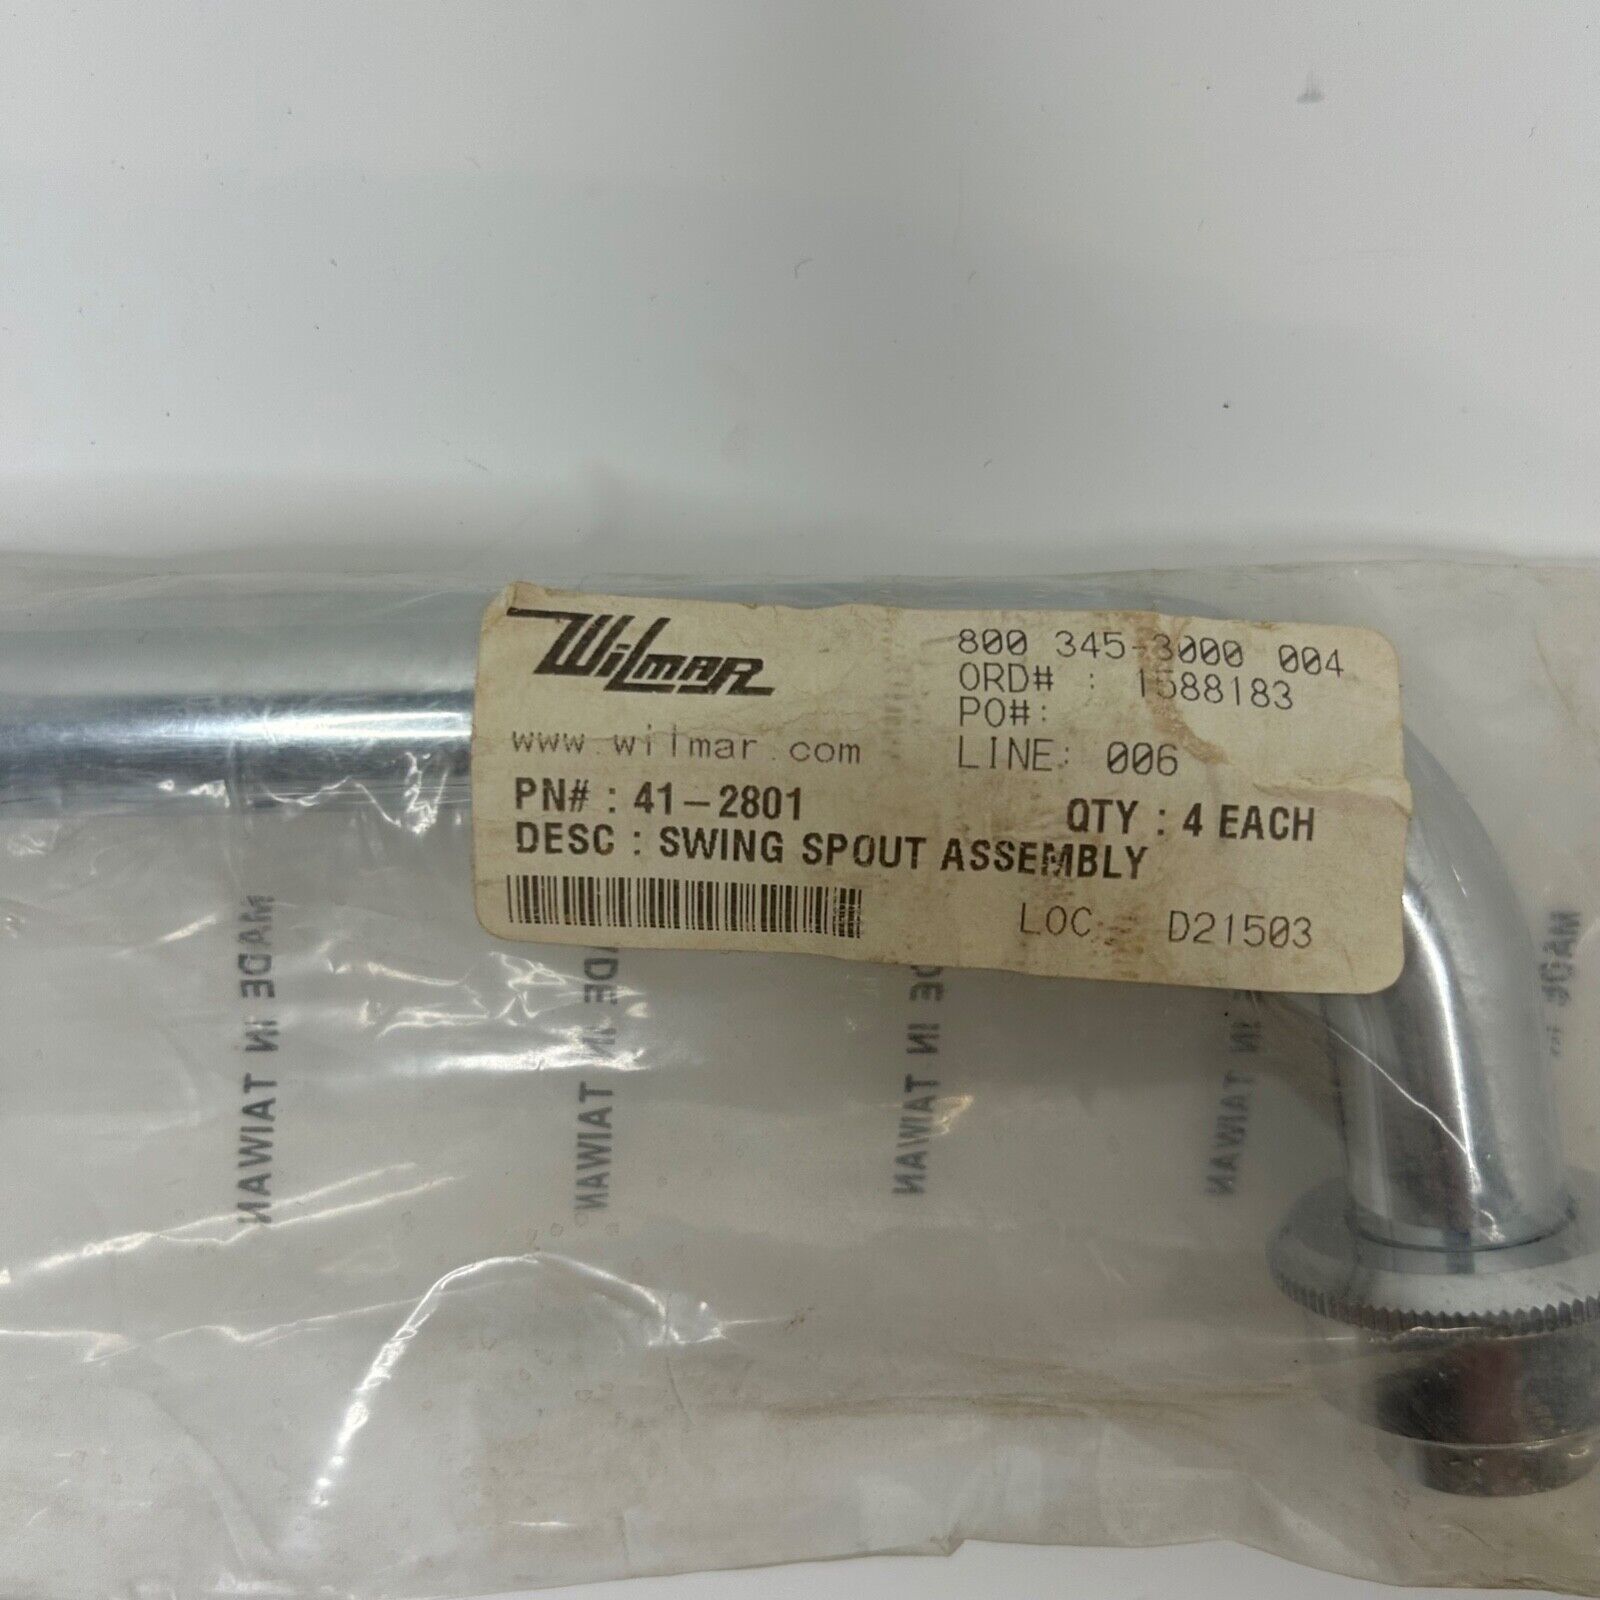 WILMAR
www.wilmar.com
800 345-3000 004
ORD# : 1588183
PO#:
LINE: 006
PN# : 41-2801
QTY : 4 EACH
DESC : SWING SPOUT ASSEMBLY
LOC: D21503
MADE IN TAIWAN
MADE IN TAIWAN
MADE IN TAIWAN
IN TAIWAN
MADE